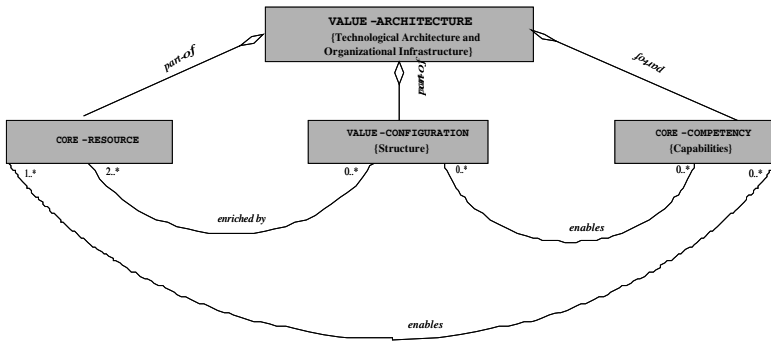 VALUE-ARCHITECTURE
{Technological Architecture and
Organizational Infrastructure}
part-of
part-of
part-of
CORE-RESOURCE
VALUE-CONFIGURATION
{Structure}
CORE-COMPETENCY
{Capabilities}
1..*
2..*
0..*
0..*
0..*
0..*
enriched by
enables
enables